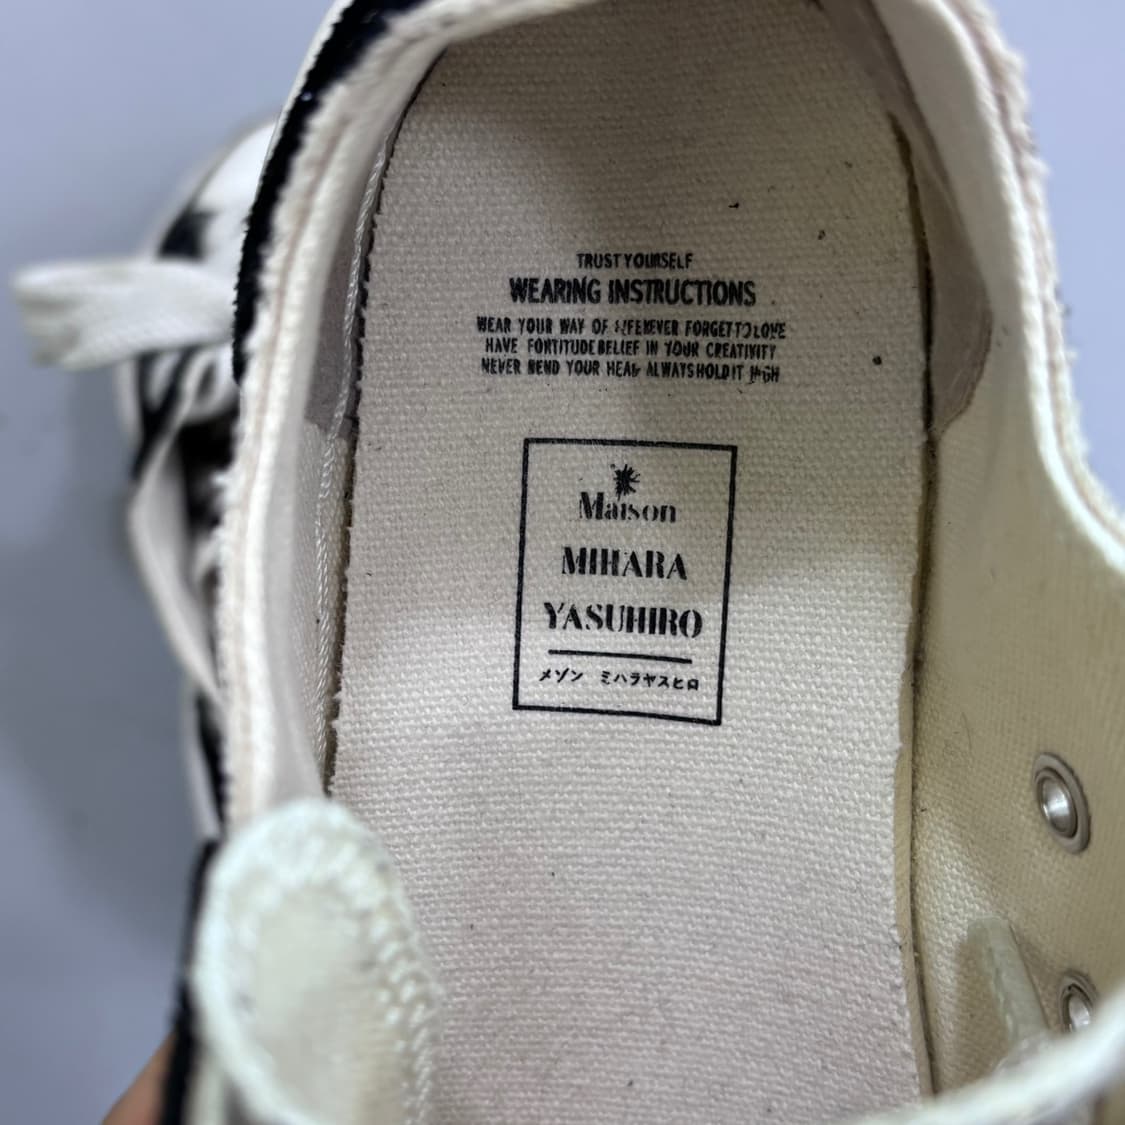 TRUST YOURSELF
WEARING INSTRUCTIONS
WEAR YOUR WAY OF LIFE NEVER FORGET TO LOVE
HAVE FORTITUDE BELIEF IN YOUR CREATIVITY
NEVER BEND YOUR HEAD ALWAYS HOLD IT HIGH
Maison
MIHARA
YASUHIRO
メゾン ミハラヤスヒロ